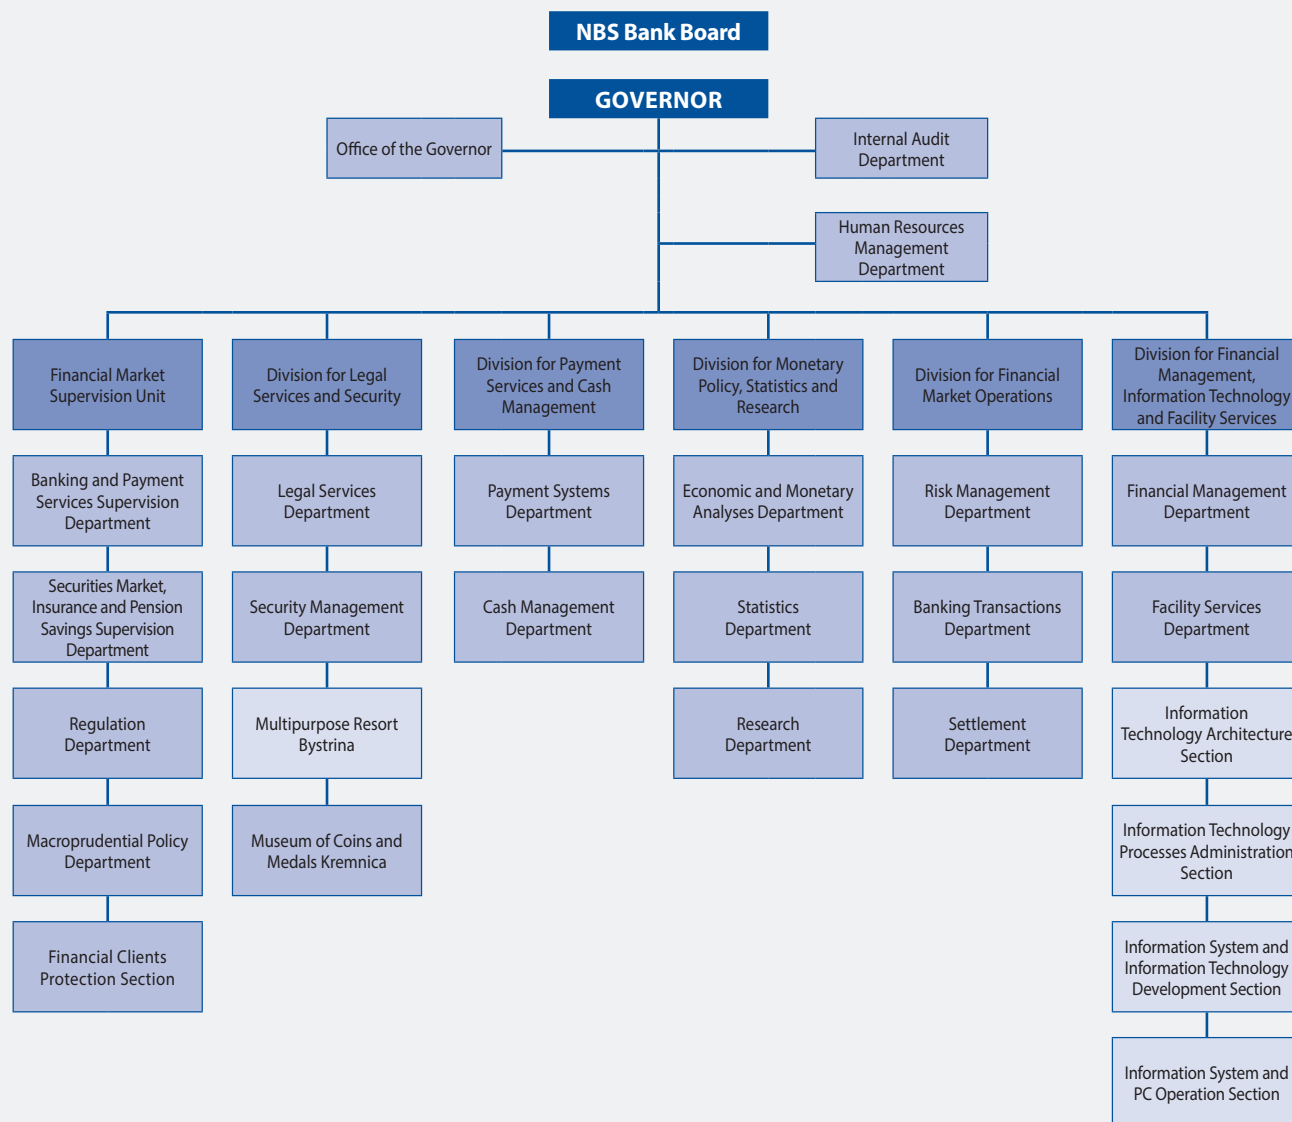 NBS Bank Board
GOVERNOR
Office of the Governor
Internal Audit
Department
Human Resources
Management
Department
Financial Market
Supervision Unit
Division for Legal
Services and Security
Division for Payment
Services and Cash
Management
Division for Monetary
Policy, Statistics and
Research
Division for Financial
Market Operations
Division for Financial
Management,
Information Technology
and Facility Services
Banking and Payment
Services Supervision
Department
Legal Services
Department
Payment Systems
Department
Economic and Monetary
Analyses Department
Risk Management
Department
Financial Management
Department
Securities Market,
Insurance and Pension
Savings Supervision
Department
Security Management
Department
Cash Management
Department
Statistics
Department
Banking Transactions
Department
Facility Services
Department
Regulation
Department
Multipurpose Resort
Bystrina
Research
Department
Settlement
Department
Information
Technology Architecture
Section
Macroprudential Policy
Department
Museum of Coins and
Medals Kremnica
Information Technology
Processes Administration
Section
Financial Clients
Protection Section
Information System and
Information Technology
Development Section
Information System and
PC Operation Section